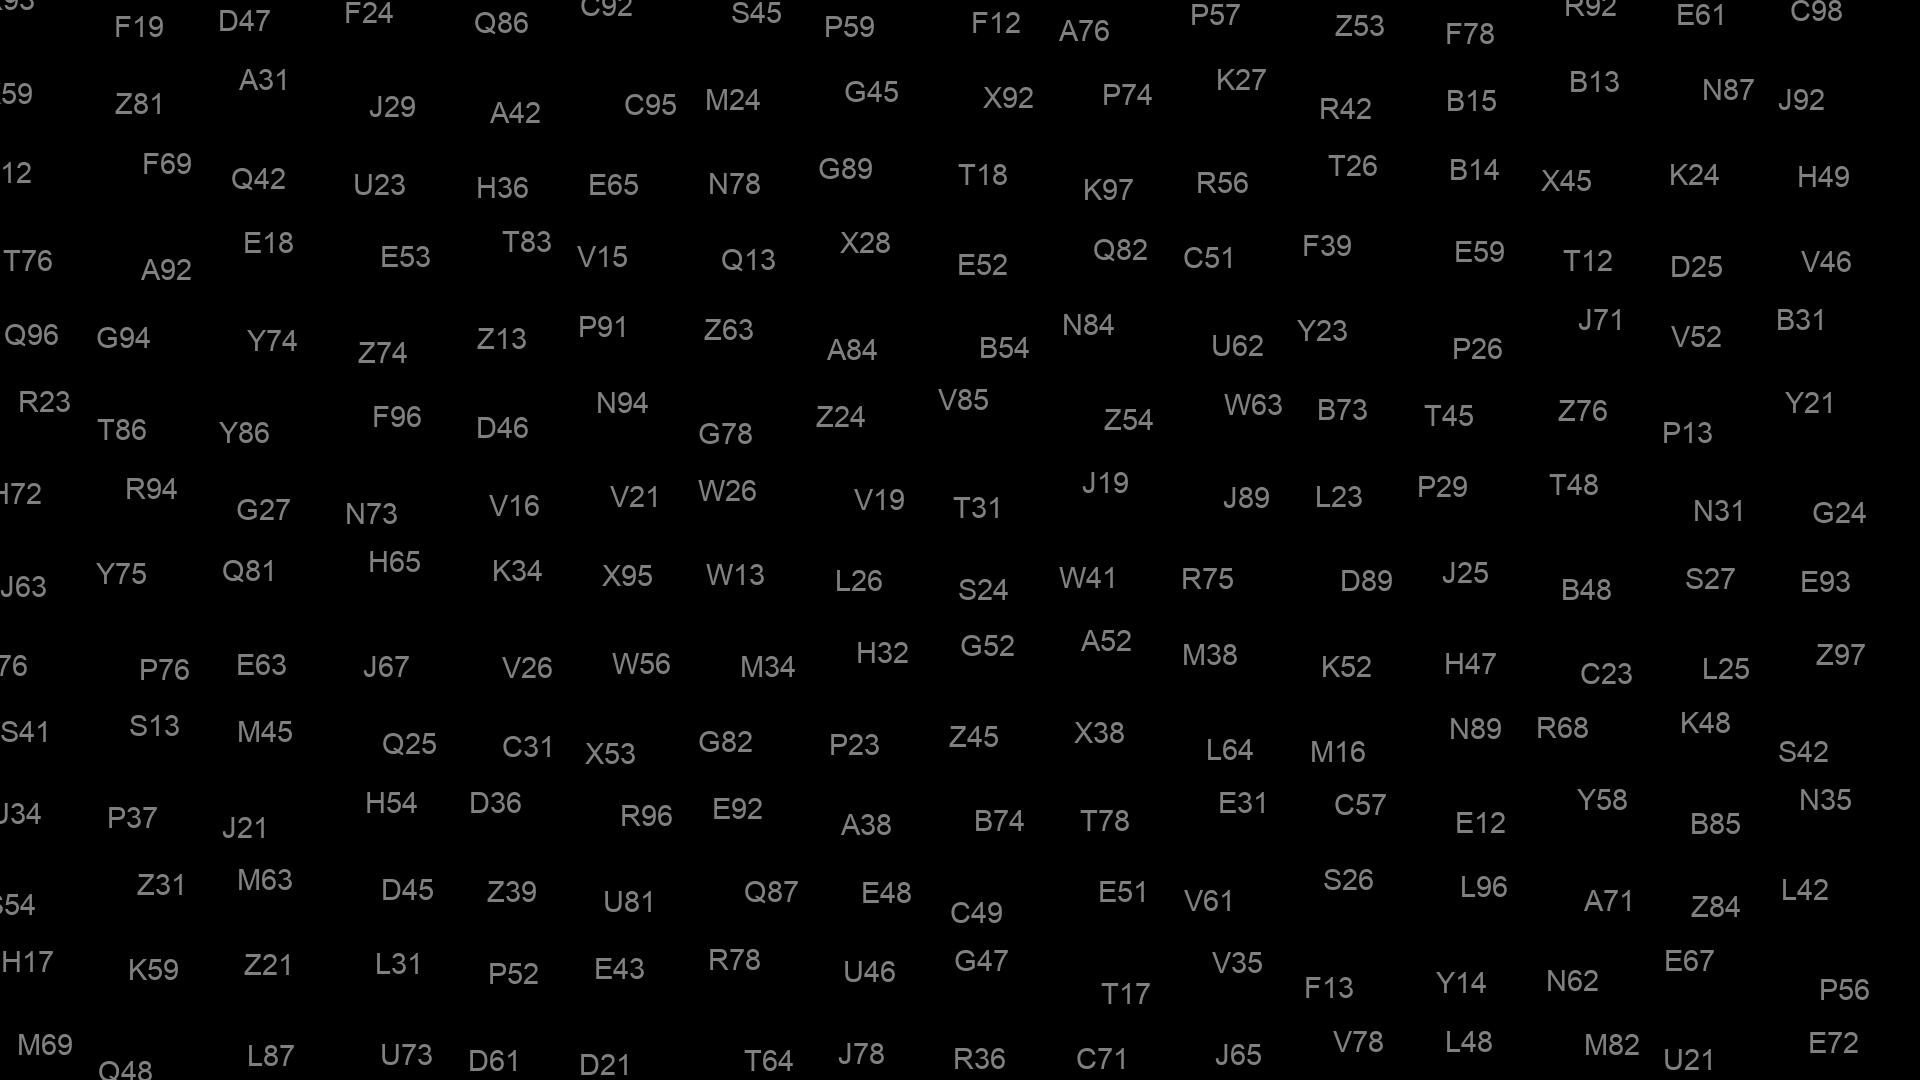 F19 D47 F24 Q86 C92 S45 P59 F12 A76 P57 Z53 F78 R92 E61 C98
Z81 A31 J29 A42 C95 M24 G45 X92 P74 K27 R42 B15 B13 N87 J92
F69 Q42 U23 H36 E65 N78 G89 T18 K97 R56 T26 B14 X45 K24 H49
T76 A92 E18 E53 T83 V15 Q13 X28 E52 Q82 C51 F39 E59 T12 D25 V46
Q96 G94 Y74 Z74 Z13 P91 Z63 A84 B54 N84 U62 Y23 P26 J71 V52 B31
R23 T86 Y86 F96 D46 N94 G78 Z24 V85 Z54 W63 B73 T45 Z76 P13 Y21
H72 R94 G27 N73 V16 V21 W26 V19 T31 J19 J89 L23 P29 T48 N31 G24
J63 Y75 Q81 H65 K34 X95 W13 L26 S24 W41 R75 D89 J25 B48 S27 E93
P76 E63 J67 V26 W56 M34 H32 G52 A52 M38 K52 H47 C23 L25 Z97
S41 S13 M45 Q25 C31 X53 G82 P23 Z45 X38 L64 M16 N89 R68 K48 S42
P37 J21 H54 D36 R96 E92 A38 B74 T78 E31 C57 E12 Y58 B85 N35
Z31 M63 D45 Z39 U81 Q87 E48 C49 E51 V61 S26 L96 A71 Z84 L42
H17 K59 Z21 L31 P52 E43 R78 U46 G47 T17 V35 F13 Y14 N62 E67 P56
M69 Q48 L87 U73 D61 D21 T64 J78 R36 C71 J65 V78 L48 M82 U21 E72